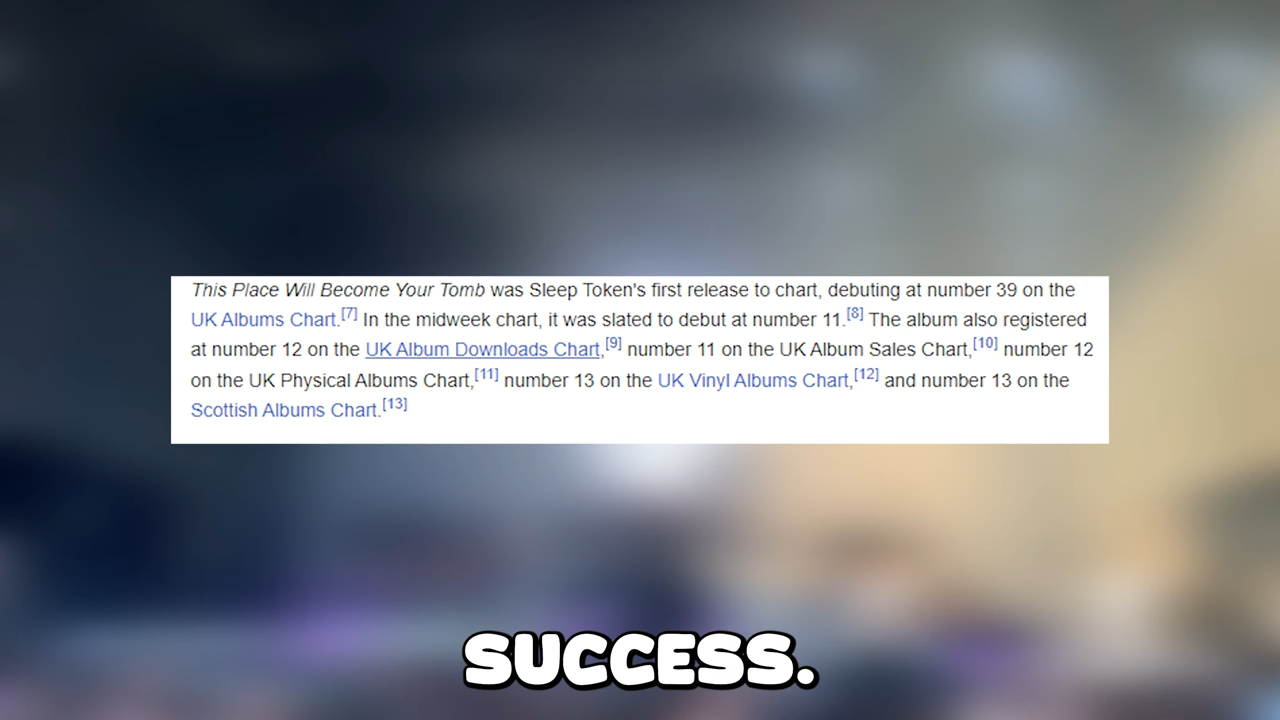 This Place Will Become Your Tomb was Sleep Token's first release to chart, debuting at number 39 on the
UK Albums Chart.[7] In the midweek chart, it was slated to debut at number 11.[8] The album also registered
at number 12 on the UK Album Downloads Chart,[9] number 11 on the UK Album Sales Chart,[10] number 12
on the UK Physical Albums Chart,[11] number 13 on the UK Vinyl Albums Chart,[12] and number 13 on the
Scottish Albums Chart.[13]
SUCCESS.